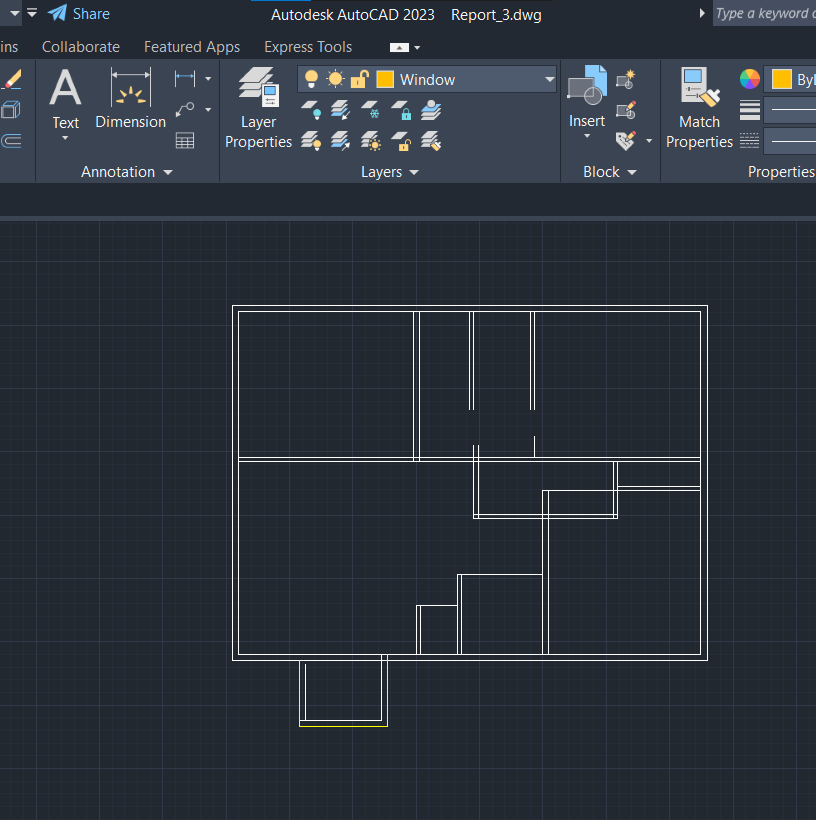 Share
Autodesk AutoCAD 2023 Report_3.dwg
Type a keyword o
ins Collaborate Featured Apps Express Tools
Text
Dimension
Annotation
Layer
Properties
Window
Layers
Insert
Block
Match
Properties
ByL
Properties